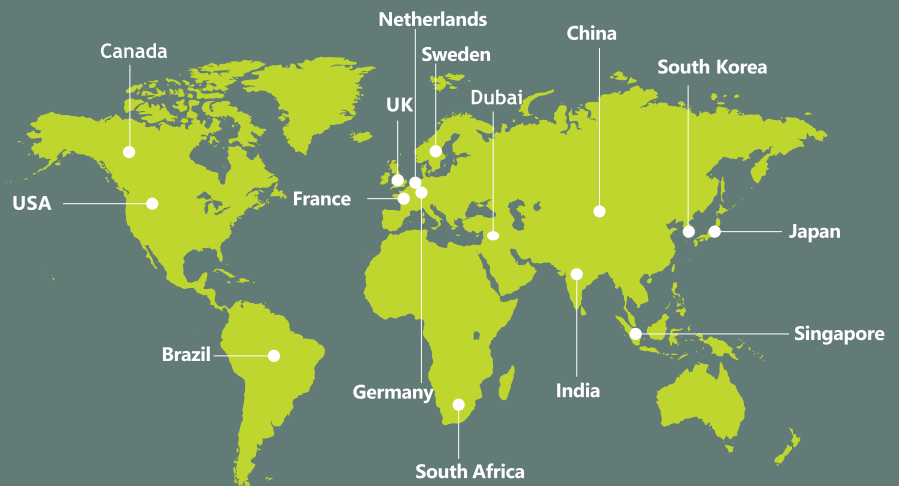 Netherlands
China
Canada
Sweden
South Korea
Dubai
UK
France
USA
Japan
Singapore
Brazil
Germany
India
South Africa